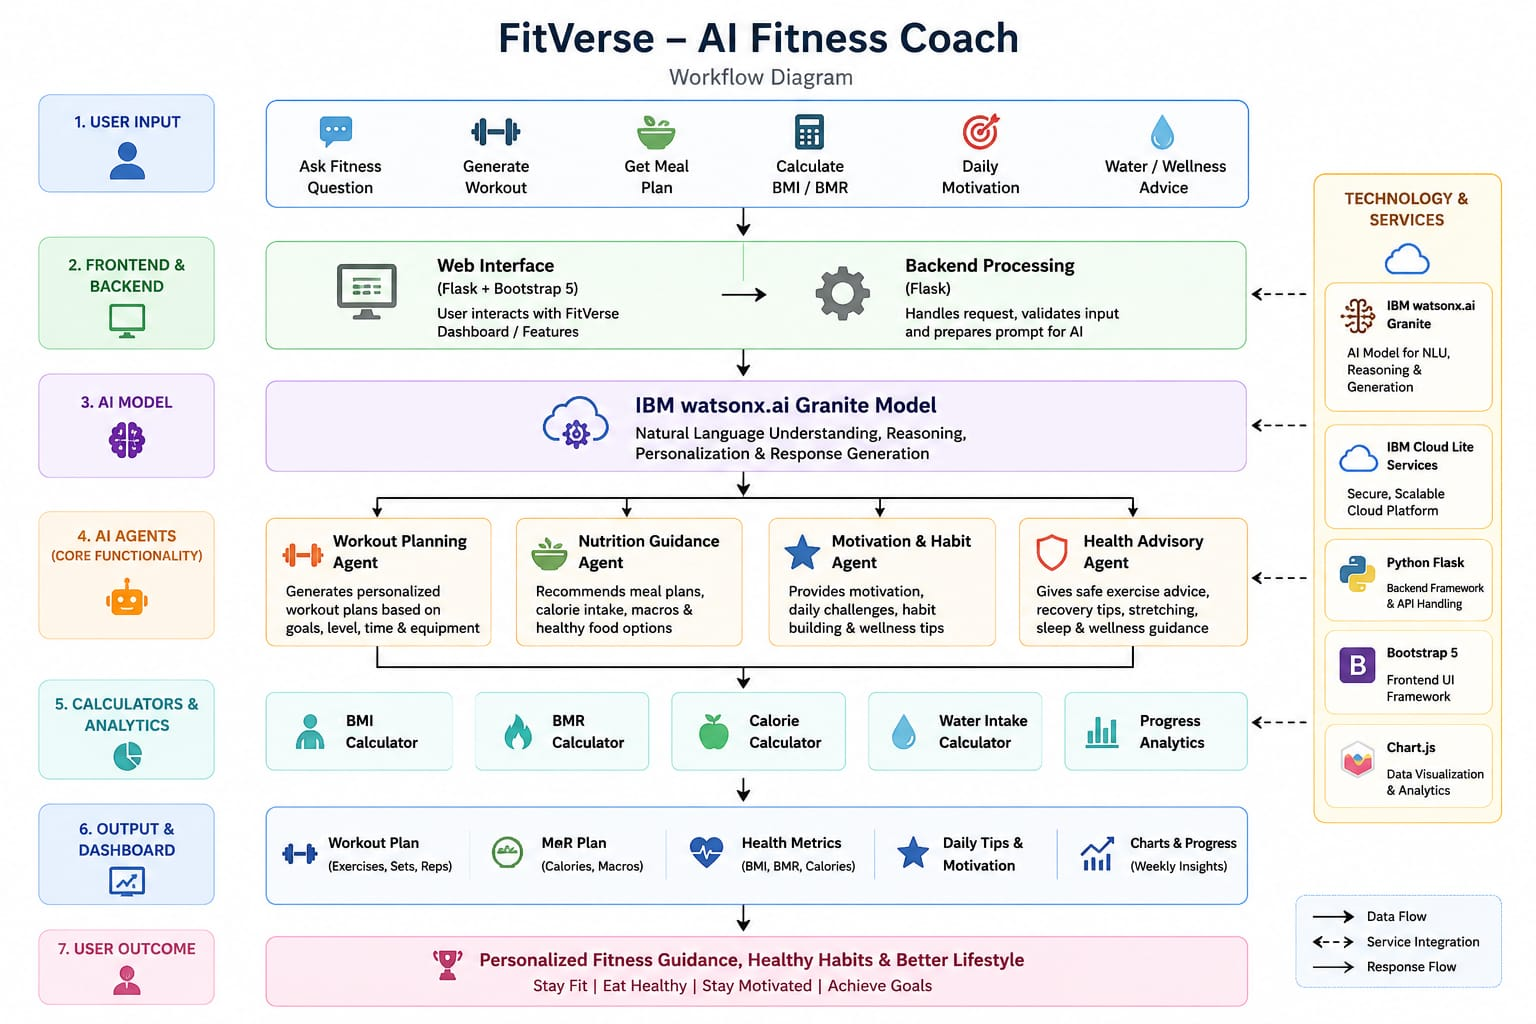 FitVerse – AI Fitness Coach
Workflow Diagram
1. USER INPUT
Ask Fitness
Question
Generate
Workout
Get Meal
Plan
Calculate
BMI / BMR
Daily
Motivation
Water / Wellness
Advice
2. FRONTEND &
BACKEND
Web Interface
(Flask + Bootstrap 5)
User interacts with FitVerse
Dashboard / Features
Backend Processing
(Flask)
Handles request, validates input
and prepares prompt for AI
3. AI MODEL
IBM watsonx.ai Granite Model
Natural Language Understanding, Reasoning,
Personalization & Response Generation
4. AI AGENTS
(CORE FUNCTIONALITY)
Workout Planning
Agent
Generates personalized
workout plans based on
goals, level, time & equipment
Nutrition Guidance
Agent
Recommends meal plans,
calorie intake, macros &
healthy food options
Motivation & Habit
Agent
Provides motivation,
daily challenges, habit
building & wellness tips
Health Advisory
Agent
Gives safe exercise advice,
recovery tips, stretching,
sleep & wellness guidance
5. CALCULATORS &
ANALYTICS
BMI
Calculator
BMR
Calculator
Calorie
Calculator
Water Intake
Calculator
Progress
Analytics
6. OUTPUT &
DASHBOARD
Workout Plan
(Exercises, Sets, Reps)
Plan
(Calories, Macros)
Health Metrics
(BMI, BMR, Calories)
Daily Tips &
Motivation
Charts & Progress
(Weekly Insights)
7. USER OUTCOME
Personalized Fitness Guidance, Healthy Habits & Better Lifestyle
Stay Fit | Eat Healthy | Stay Motivated | Achieve Goals
TECHNOLOGY &
SERVICES
IBM watsonx.ai
Granite
AI Model for NLU,
Reasoning &
Generation
IBM Cloud Lite
Services
Secure, Scalable
Cloud Platform
Python Flask
Backend Framework
& API Handling
B
Bootstrap 5
Frontend UI
Framework
Chart.js
Data Visualization
& Analytics
Data Flow
Service Integration
Response Flow